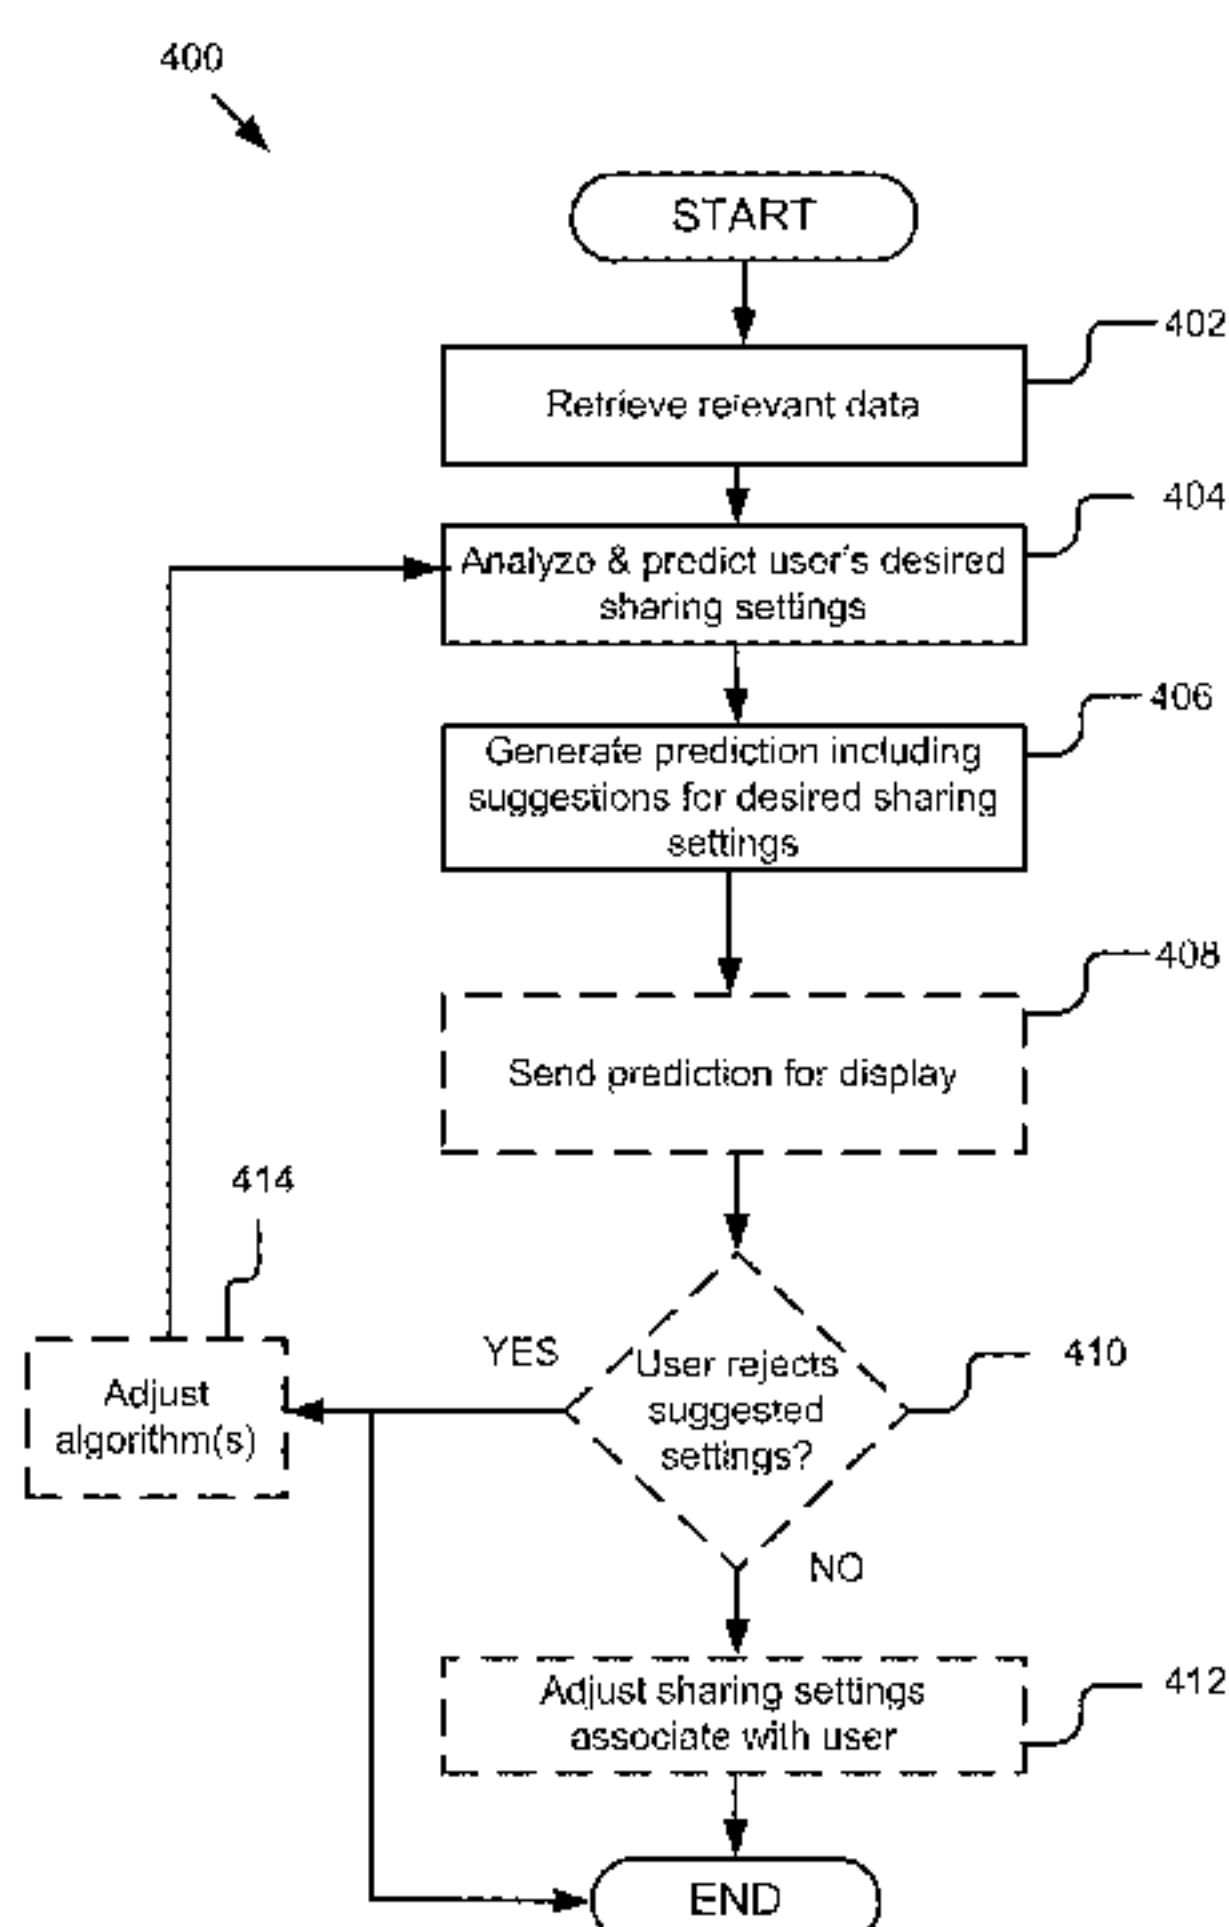 400
START
402
Retrieve relevant data
404
Analyze & predict user's desired
sharing settings
406
Generate prediction including
suggestions for desired sharing
settings
408
Send prediction for display
414
YES
User rejects
suggested
settings?
410
Adjust
algorithm(s)
NO
412
Adjust sharing settings
associate with user
END